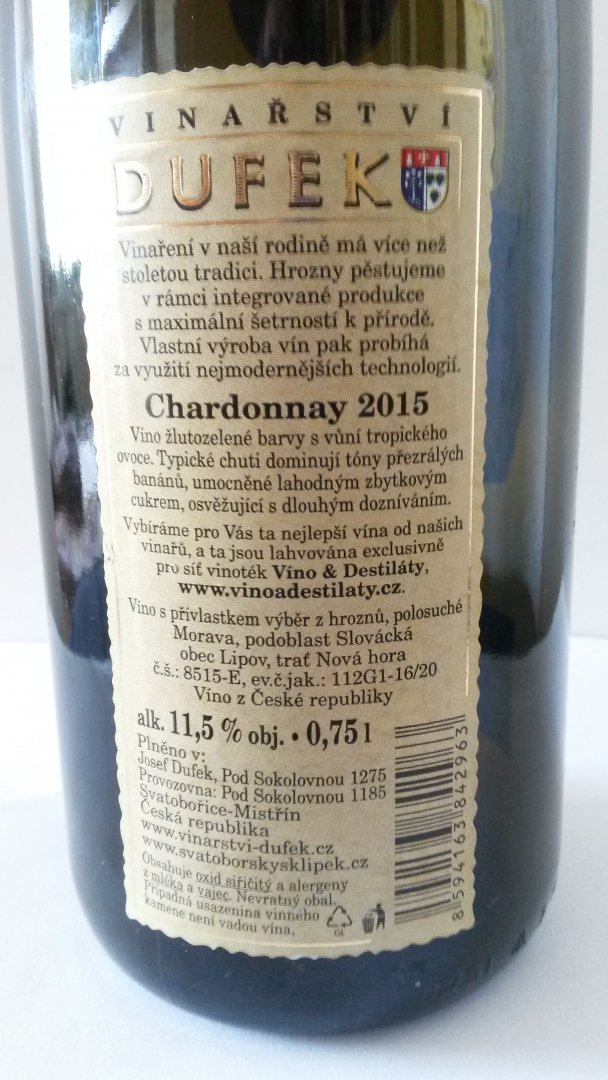 VINAŘSTVÍ
DUFEK
Vinaření v naší rodině má více než
stoletou tradici. Hrozny pěstujeme
v rámci integrované produkce
s maximální šetrností k přírodě.
Vlastní výroba vín pak probíhá
za využití nejmodernějších technologií.
Chardonnay 2015
Víno žlutozelené barvy s vůní tropického
ovoce. Typické chuti dominují tóny přezrálých
banánů, umocněné lahodným zbytkovým
cukrem, osvěžující s dlouhým dozníváním.
Vybíráme pro Vás ta nejlepší vína od našich
vinařů, a ta jsou lahvována exclusivně
pro síť vinoték Víno & Destiláty,
www.vinoadestilaty.cz.
Víno s přívlastkem výběr z hroznů, polosuché
Morava, podoblast Slovácká
obec Lipov, trať Nová hora
č.š.: 8515-E, ev.č.jak.: 112G1-16/20
Víno z České republiky
alk. 11,5 % obj. • 0,75 l
Plněno v:
Josef Dufek, Pod Sokolovnou 1275
Provozovna: Pod Sokolovnou 1185
Svatobořice-Mistřín
Česká republika
www.vinarstvi-dufek.cz
www.svatoborskysklipek.cz
Obsahuje oxid siřičitý a alergeny
z mléka a vajec. Nevratný obal.
Případná usazenina vinného
kamene není vadou vína.
GL
8594163842963